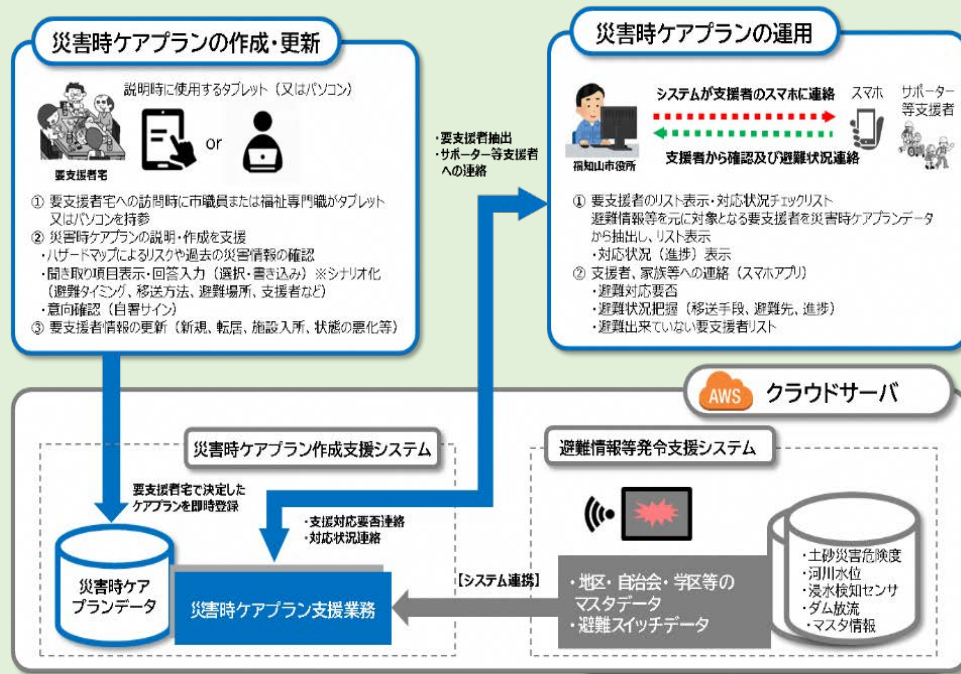 災害時ケアプランの作成・更新
説明時に使用するタブレット（又はパソコン）
or
要支援者宅
① 要支援者宅への訪問時に市職員または福祉専門職がタブレット
又はパソコンを持参
② 災害時ケアプランの説明・作成を支援
・ハザードマップによるリスクや過去の災害情報の確認
・聞き取り項目表示・回答入力（選択・書き込み）※シナリオ化
（避難タイミング、移送方法、避難場所、支援者など）
・意向確認（自署サイン）
③ 要支援者情報の更新（新規、転居、施設入所、状態の悪化等）
・要支援者抽出
・サポーター等支援者
への連絡
災害時ケアプランの運用
システムが支援者のスマホに連絡
スマホ
サポーター
等支援者
福知山市役所
支援者から確認及び避難状況連絡
① 要支援者のリスト表示・対応状況チェックリスト
避難情報等を元に対象となる要支援者を災害時ケアプランデータ
から抽出し、リスト表示
・対応状況（進捗）表示
② 支援者、家族等への連絡（スマホアプリ）
・避難対応要否
・避難状況把握（移送手段、避難先、進捗）
・避難出来ていない要支援者リスト
AWS
クラウドサーバ
災害時ケアプラン作成支援システム
要支援者宅で決定した
ケアプランを即時登録
・支援対応要否連絡
・対応状況連絡
災害時ケア
プランデータ
災害時ケアプラン支援業務
【システム連携】
避難情報等発令支援システム
・地区・自治会・学区等の
マスタデータ
・避難スイッチデータ
・土砂災害危険度
・河川水位
・浸水検知センサ
・ダム放流
・マスタ情報